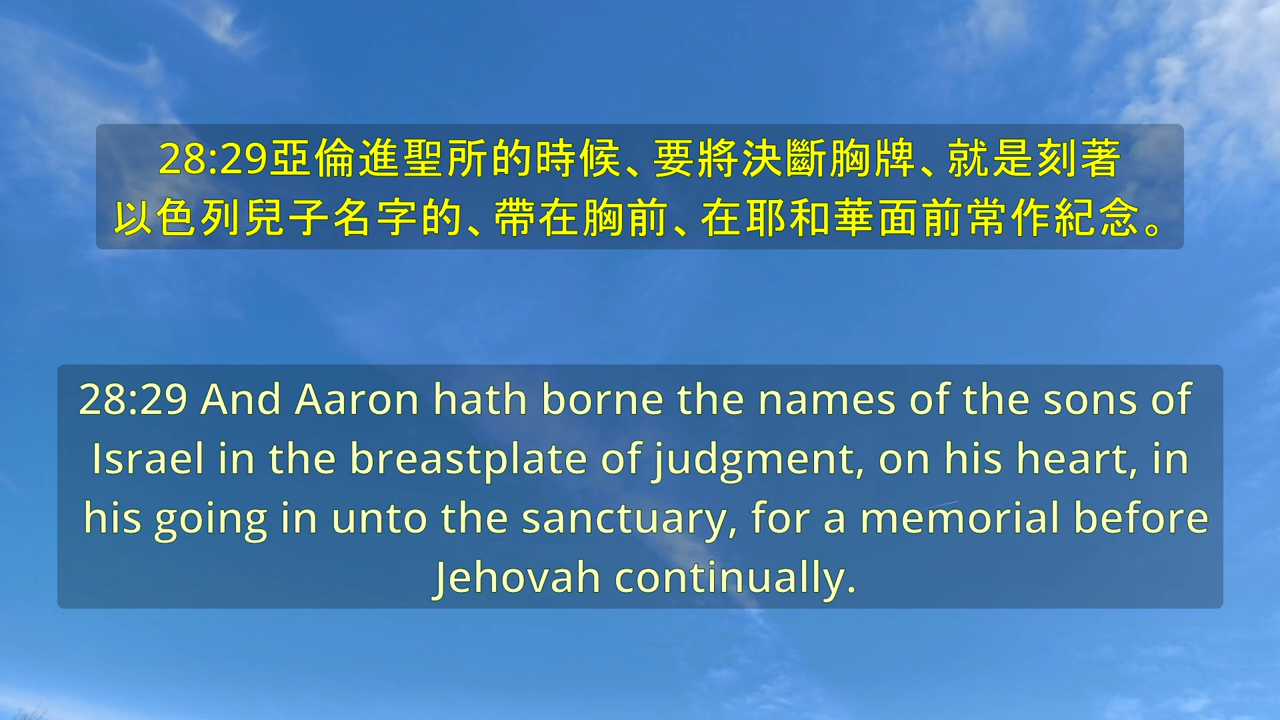 28:29亞倫進聖所的時候、要將決斷胸牌、就是刻著
以色列兒子名字的、帶在胸前、在耶和華面前常作紀念。
28:29 And Aaron hath borne the names of the sons of
Israel in the breastplate of judgment, on his heart, in
his going in unto the sanctuary, for a memorial before
Jehovah continually.